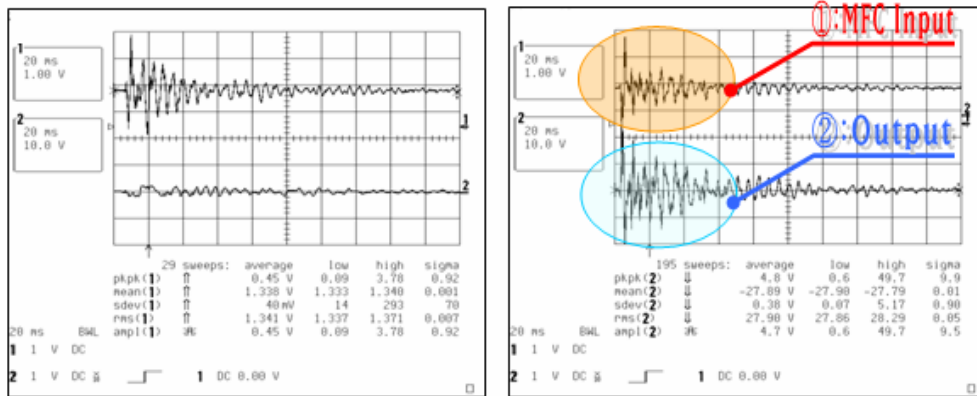 1
20 ms
1.00 V
2
20 ms
10.0 V
1
2
29 sweeps: average low high sigma
pkpk(1) ⇑ 0.45 V 0.09 3.78 0.92
mean(1) ⇑ 1.338 V 1.333 1.340 0.001
sdev(1) ⇑ 40 mV 14 293 70
rms(1) ⇑ 1.341 V 1.337 1.371 0.007
ampl(1) 0.45 V 0.09 3.78 0.92
20 ms BWL
1 1 V DC
2 1 V DC
1 DC 0.00 V
①:MFC Input
1
20 ms
1.00 V
2
20 ms
10.0 V
②:Output
195 sweeps: average low high sigma
pkpk(2) ⇓ 4.8 V 0.6 49.7 9.9
mean(2) ⇓ -27.89 V -27.90 -27.79 0.01
sdev(2) ⇓ 0.38 V 0.07 5.17 0.90
rms(2) ⇓ 27.90 V 27.86 28.29 0.05
ampl(2) 4.7 V 0.6 49.7 9.5
20 ms BWL
1 1 V DC
2 1 V DC
1 DC 0.00 V